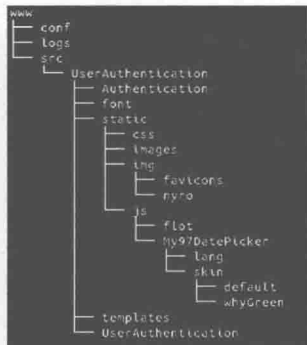 www
├── conf
├── logs
└── src
    └── UserAuthentication
        ├── Authentication
        ├── font
        ├── static
        │   ├── css
        │   ├── images
        │   ├── img
        │   │   ├── favicons
        │   │   └── nyro
        │   └── js
        │       ├── flot
        │       └── My97DatePicker
        │           ├── lang
        │           └── skin
        │               ├── default
        │               └── whyGreen
        ├── templates
        └── UserAuthentication